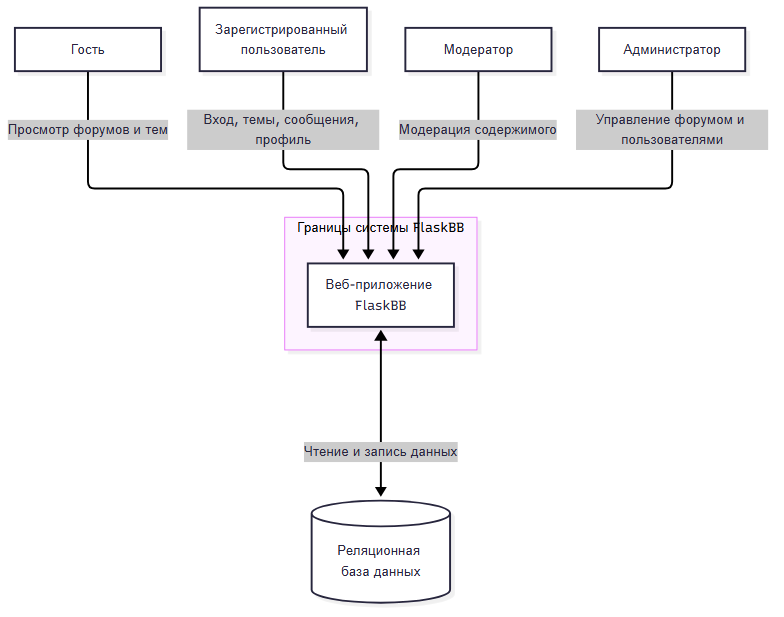 Гость
Зарегистрированный
пользователь
Модератор
Администратор
Просмотр форумов и тем
Вход, темы, сообщения,
профиль
Модерация содержимого
Управление форумом и
пользователями
Границы системы FlaskBB
Веб-приложение
FlaskBB
Чтение и запись данных
Реляционная
база данных